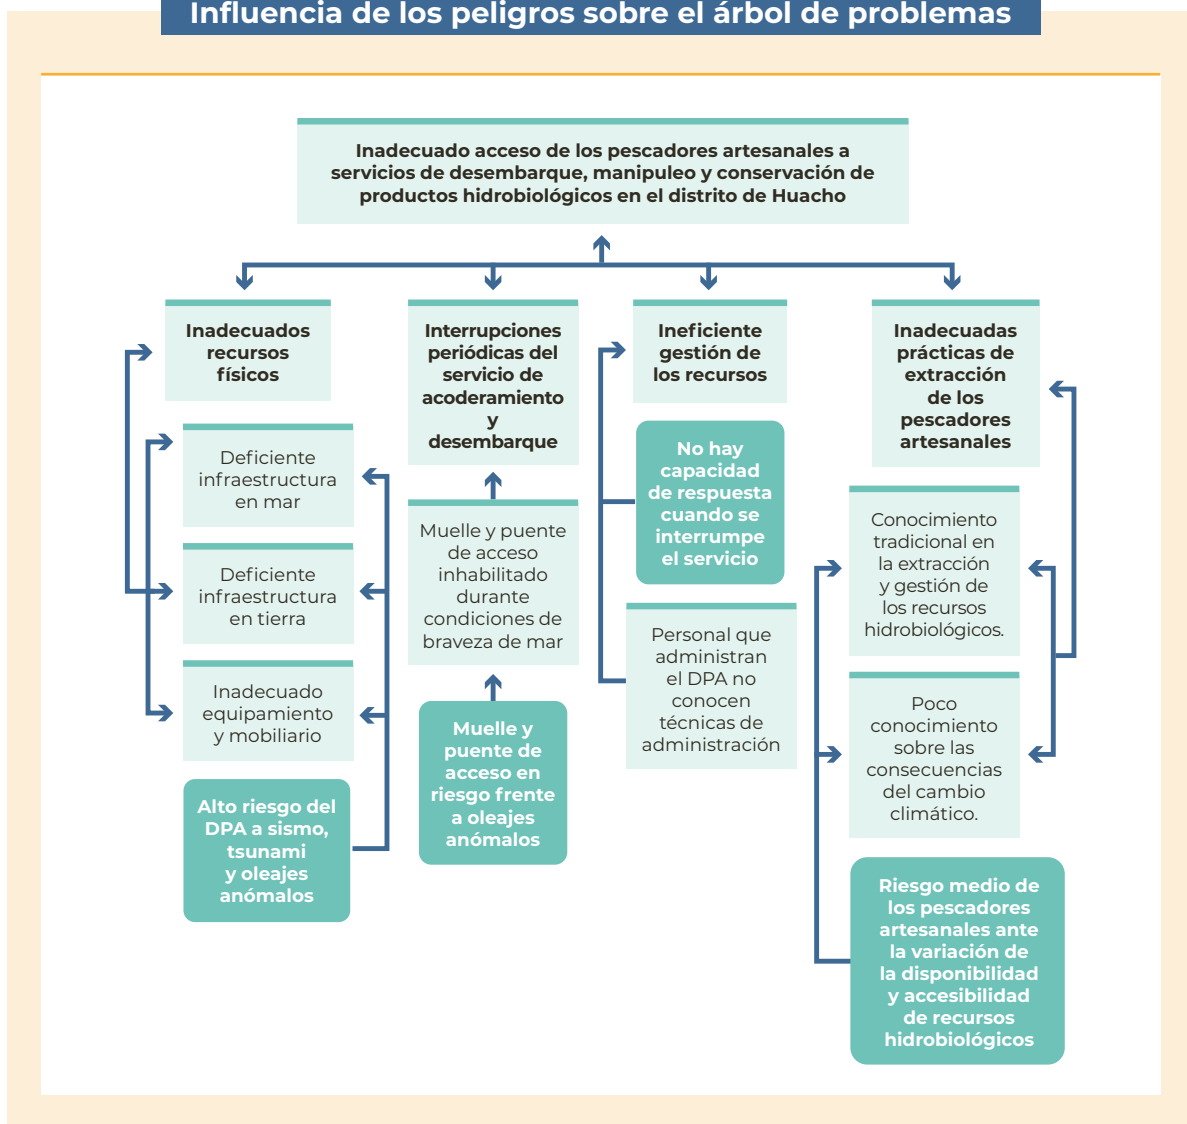 Influencia de los peligros sobre el árbol de problemas
Inadecuado acceso de los pescadores artesanales a
servicios de desembarque, manipuleo y conservación de
productos hidrobiológicos en el distrito de Huacho
Inadecuados
recursos
físicos
Deficiente
infraestructura
en mar
Deficiente
infraestructura
en tierra
Inadecuado
equipamiento
y mobiliario
Alto riesgo del
DPA a sismo,
tsunami
y oleajes
anómalos
Interrupciones
periódicas del
servicio de
acoderamiento
y
desembarque
Muelle y puente
de acceso
inhabilitado
durante
condiciones de
braveza de mar
Muelle y
puente de
acceso en
riesgo frente
a oleajes
anómalos
Ineficiente
gestión de
los recursos
No hay
capacidad
de respuesta
cuando se
interrumpe
el servicio
Personal que
administran
el DPA no
conocen
técnicas de
administración
Inadecuadas
prácticas de
extracción
de los
pescadores
artesanales
Conocimiento
tradicional en
la extracción
y gestión de
los recursos
hidrobiológicos.
Poco
conocimiento
sobre las
consecuencias
del cambio
climático.
Riesgo medio de
los pescadores
artesanales ante
la variación de
la disponibilidad
y accesibilidad
de recursos
hidrobiológicos